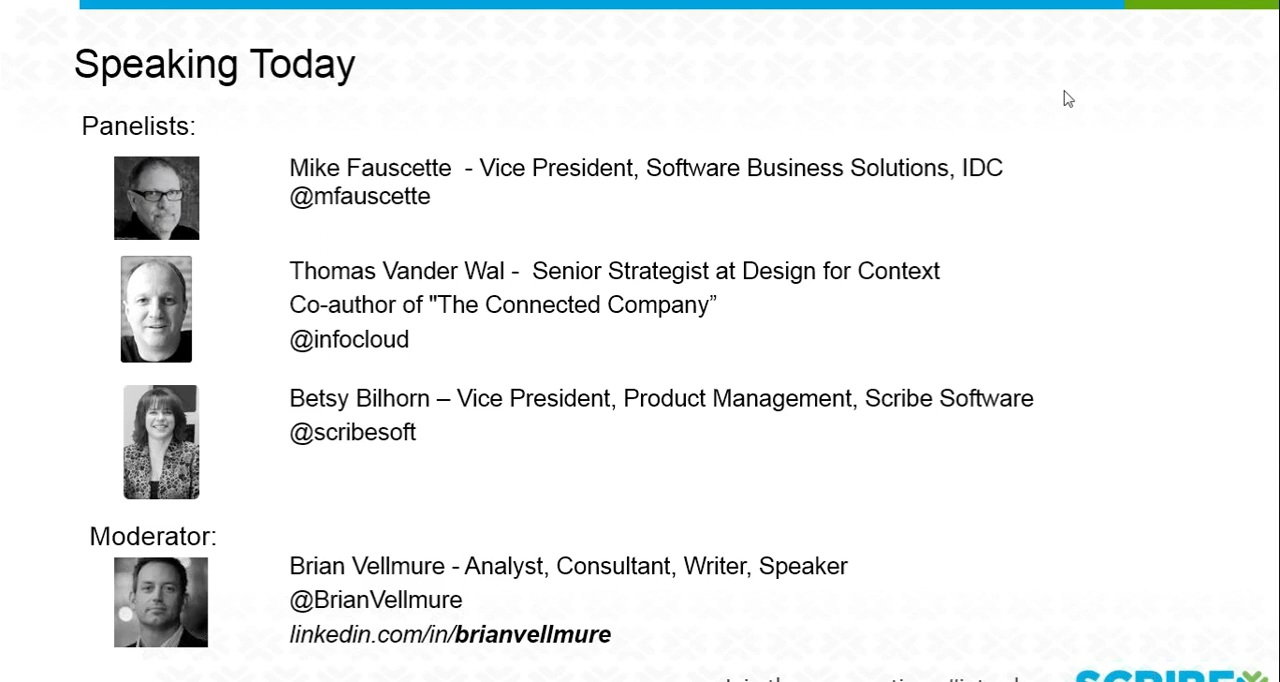 Speaking Today
Panelists:
Mike Fauscette  - Vice President, Software Business Solutions, IDC
@mfauscette
Thomas Vander Wal -  Senior Strategist at Design for Context
Co-author of "The Connected Company”
@infocloud
Betsy Bilhorn – Vice President, Product Management, Scribe Software
@scribesoft
Moderator:
Brian Vellmure - Analyst, Consultant, Writer, Speaker
@BrianVellmure
linkedin.com/in/brianvellmure
SCRIBE